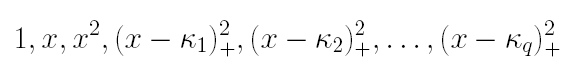 1, x, x², (x − κ₁)²₊, (x − κ₂)²₊, . . . , (x − κ_q)²₊